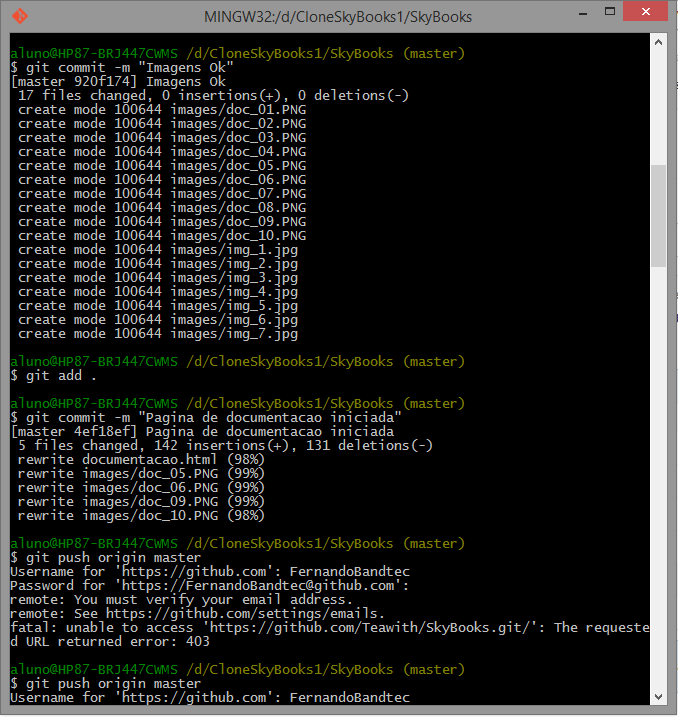 MINGW32:/d/CloneSkyBooks1/SkyBooks
aluno@HP87-BRJ447CWMS /d/CloneSkyBooks1/SkyBooks (master)
$ git commit -m "Imagens Ok"
[master 920f174] Imagens Ok
 17 files changed, 0 insertions(+), 0 deletions(-)
 create mode 100644 images/doc_01.PNG
 create mode 100644 images/doc_02.PNG
 create mode 100644 images/doc_03.PNG
 create mode 100644 images/doc_04.PNG
 create mode 100644 images/doc_05.PNG
 create mode 100644 images/doc_06.PNG
 create mode 100644 images/doc_07.PNG
 create mode 100644 images/doc_08.PNG
 create mode 100644 images/doc_09.PNG
 create mode 100644 images/doc_10.PNG
 create mode 100644 images/img_1.jpg
 create mode 100644 images/img_2.jpg
 create mode 100644 images/img_3.jpg
 create mode 100644 images/img_4.jpg
 create mode 100644 images/img_5.jpg
 create mode 100644 images/img_6.jpg
 create mode 100644 images/img_7.jpg
aluno@HP87-BRJ447CWMS /d/CloneSkyBooks1/SkyBooks (master)
$ git add .
aluno@HP87-BRJ447CWMS /d/CloneSkyBooks1/SkyBooks (master)
$ git commit -m "Pagina de documentacao iniciada"
[master 4ef18ef] Pagina de documentacao iniciada
 5 files changed, 142 insertions(+), 131 deletions(-)
 rewrite documentacao.html (98%)
 rewrite images/doc_05.PNG (99%)
 rewrite images/doc_06.PNG (99%)
 rewrite images/doc_09.PNG (99%)
 rewrite images/doc_10.PNG (98%)
aluno@HP87-BRJ447CWMS /d/CloneSkyBooks1/SkyBooks (master)
$ git push origin master
Username for 'https://github.com': FernandoBandtec
Password for 'https://FernandoBandtec@github.com':
remote: You must verify your email address.
remote: See https://github.com/settings/emails.
fatal: unable to access 'https://github.com/Teawith/SkyBooks.git/': The requeste
d URL returned error: 403
aluno@HP87-BRJ447CWMS /d/CloneSkyBooks1/SkyBooks (master)
$ git push origin master
Username for 'https://github.com': FernandoBandtec